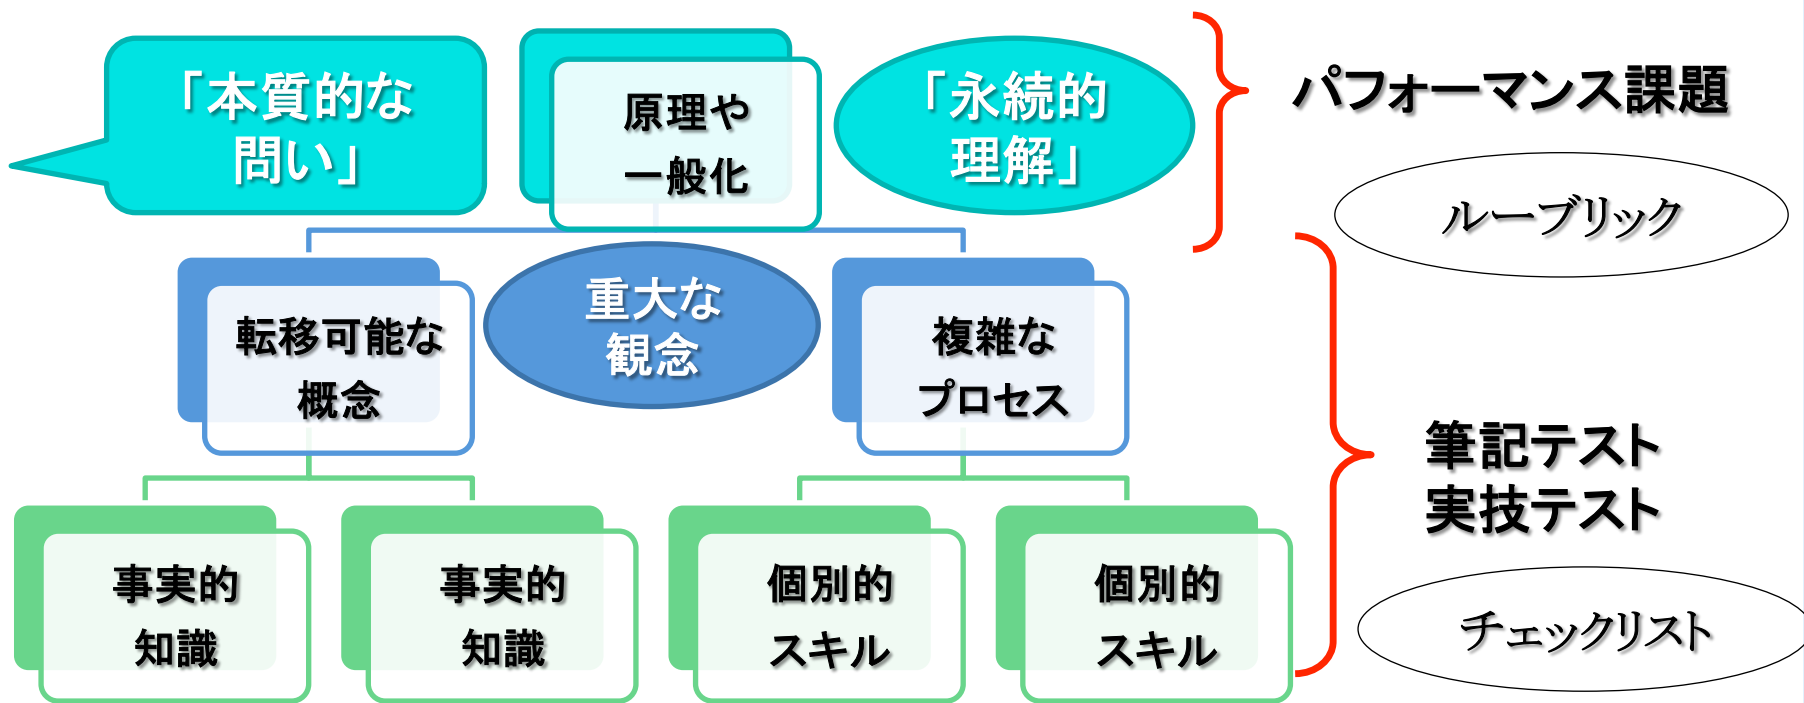 「本質的な
問い」
原理や
一般化
「永続的
理解」
パフォーマンス課題
ルーブリック
転移可能な
概念
重大な
観念
複雑な
プロセス
筆記テスト
実技テスト
事実的
知識
事実的
知識
個別的
スキル
個別的
スキル
チェックリスト